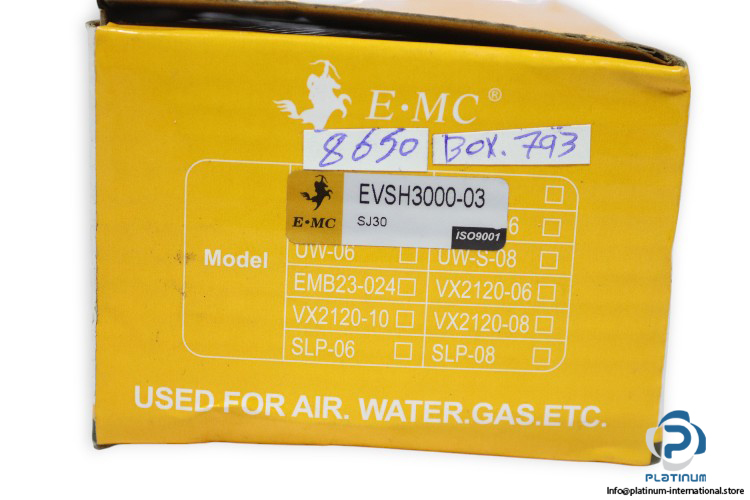 E·MC®
8650
BOX. 793
EVSH3000-03
E·MC
SJ30
ISO9001
6
Model
UW-06
UW-S-08
EMB23-024
VX2120-06
VX2120-10
VX2120-08
SLP-06
SLP-08
USED FOR AIR. WATER.GAS.ETC.
PLATINUM
Info@platinum-international.store